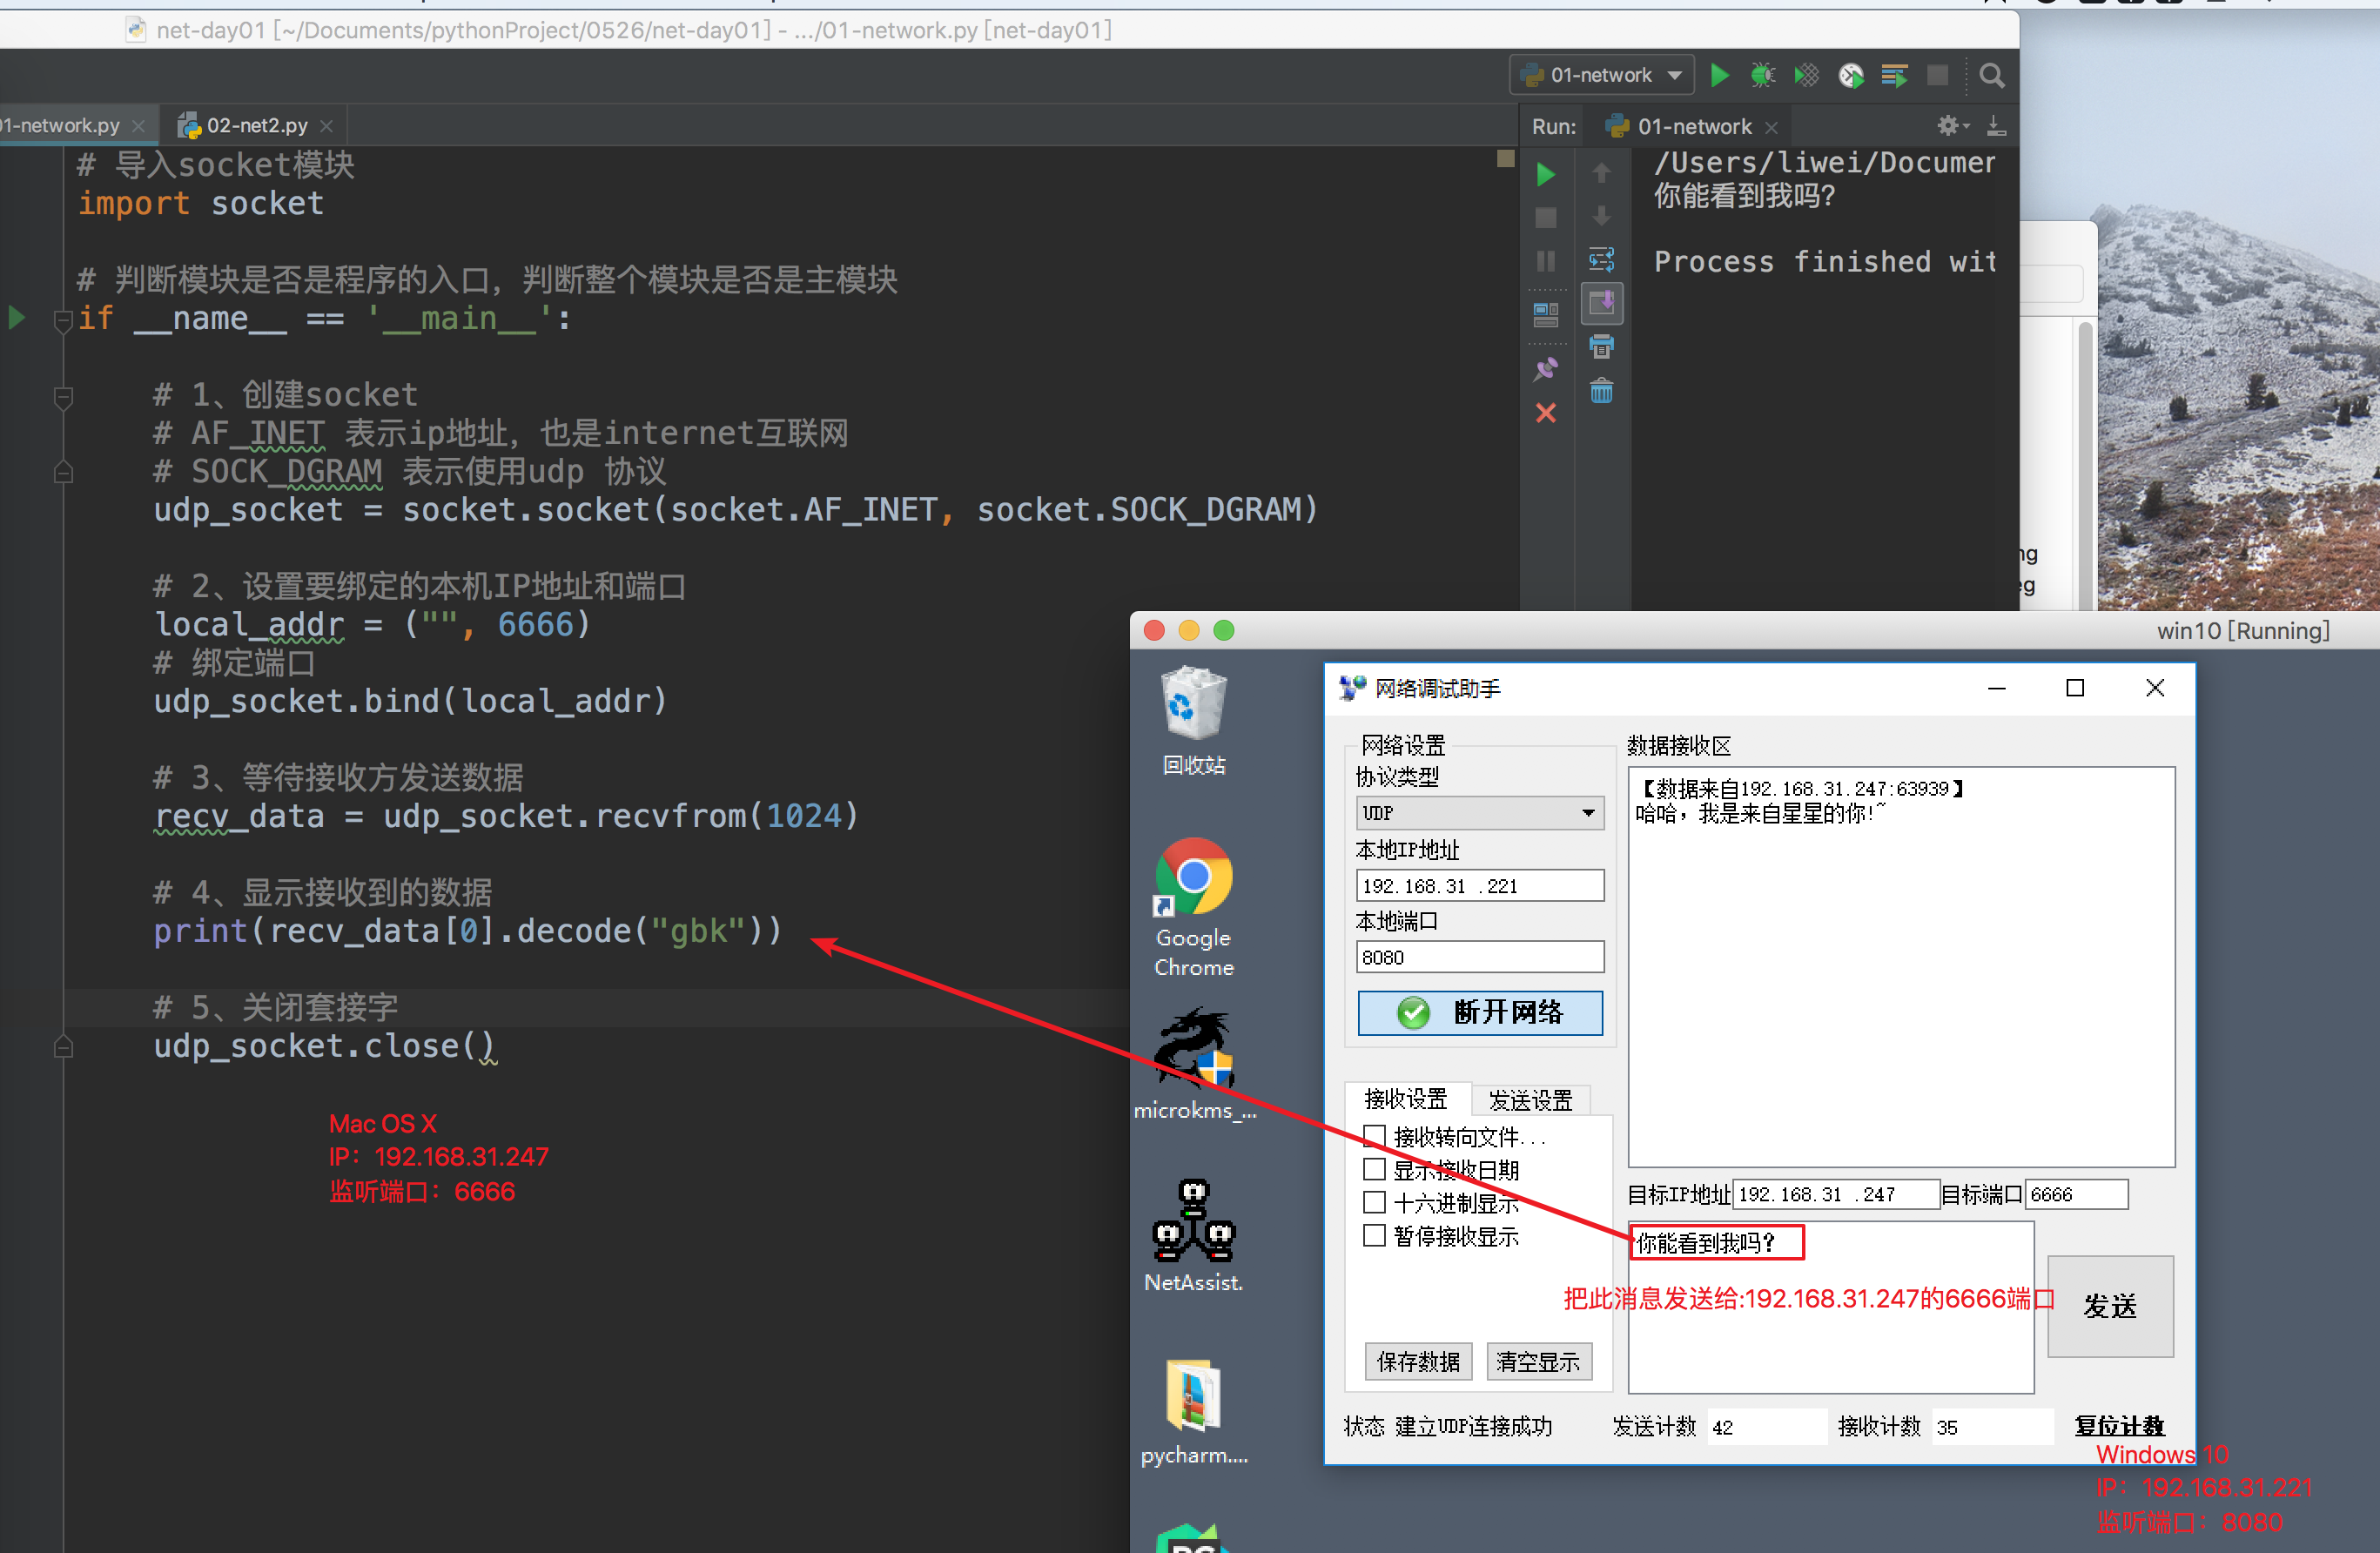 net-day01 [~/Documents/pythonProject/0526/net-day01] - .../01-network.py [net-day01]
01-network
1-network.py
02-net2.py
Run:
01-network
# 导入socket模块
import socket
# 判断模块是否是程序的入口，判断整个模块是否是主模块
if __name__ == '__main__':
# 1、创建socket
# AF_INET 表示ip地址，也是internet互联网
# SOCK_DGRAM 表示使用udp 协议
udp_socket = socket.socket(socket.AF_INET, socket.SOCK_DGRAM)
# 2、设置要绑定的本机IP地址和端口
local_addr = ("", 6666)
# 绑定端口
udp_socket.bind(local_addr)
# 3、等待接收方发送数据
recv_data = udp_socket.recvfrom(1024)
# 4、显示接收到的数据
print(recv_data[0].decode("gbk"))
# 5、关闭套接字
udp_socket.close()
Mac OS X
IP：192.168.31.247
监听端口：6666
/Users/liwei/Documen
你能看到我吗？
Process finished wit
ng
eg
win10 [Running]
回收站
Google
Chrome
microkms_...
NetAssist.
pycharm....
PC
网络调试助手
网络设置
协议类型
UDP
本地IP地址
192.168.31 .221
本地端口
8080
断开网络
接收设置
发送设置
接收转向文件...
显示接收日期
十六进制显示
暂停接收显示
保存数据
清空显示
数据接收区
【数据来自192.168.31.247:63939】
哈哈，我是来自星星的你!~
目标IP地址 192.168.31 .247 目标端口 6666
你能看到我吗？
把此消息发送给:192.168.31.247的6666端口
发送
状态 建立UDP连接成功
发送计数 42
接收计数 35
复位计数
Windows 10
IP：192.168.31.221
监听端口：8080